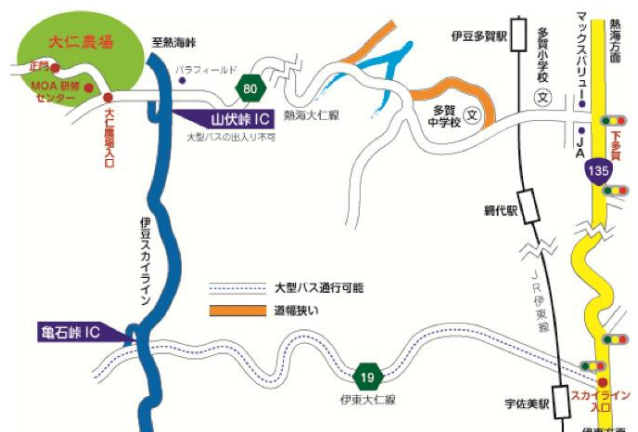 大仁農場
正門
MOA 研修
センター
大仁農場入口
至熱海峠
パラフィールド
80
山伏峠 IC
大型バスの出入り不可
熱海大仁線
伊豆多賀駅
多賀小学校
文
マックスバリュー
熱海方面
多賀
中学校
文
JA
下多賀
135
伊豆スカイライン
網代駅
JR伊東線
大型バス通行可能
道幅狭い
亀石峠 IC
19
伊東大仁線
宇佐美駅
スカイライン
入口
伊東方面